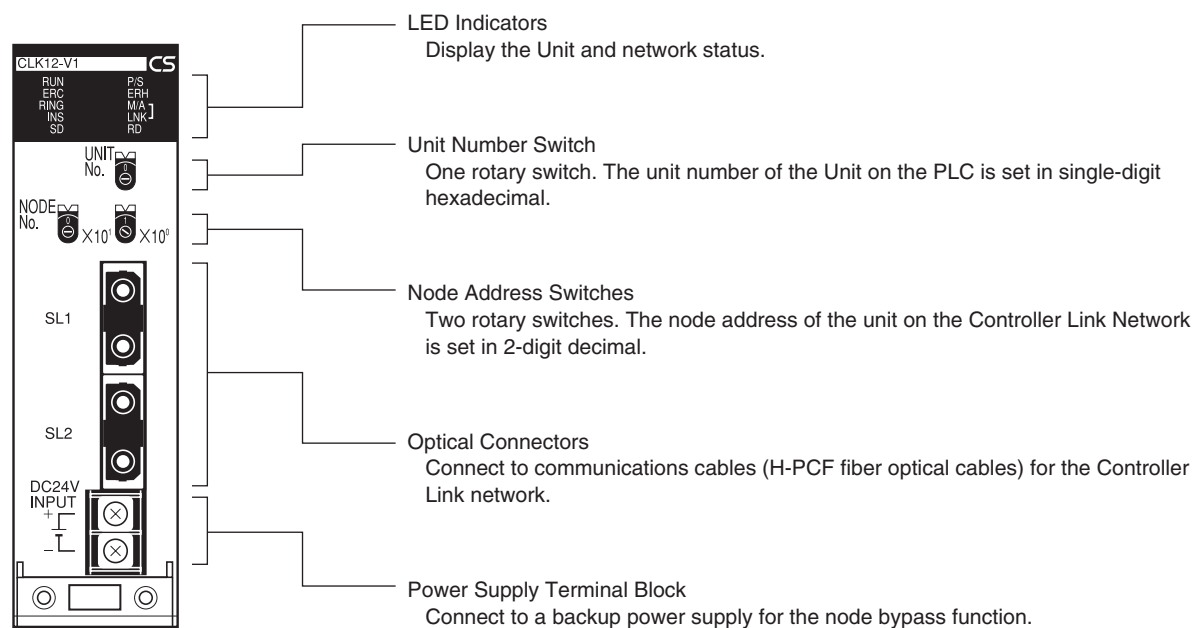 CLK12-V1 CS
RUN P/S
ERC ERH
RING M/A
INS LNK
SD RD
UNIT
No.
0
NODE
No.
0 X10¹ 1 X10⁰
SL1
SL2
DC24V
INPUT
+
−
LED Indicators
Display the Unit and network status.
Unit Number Switch
One rotary switch. The unit number of the Unit on the PLC is set in single-digit
hexadecimal.
Node Address Switches
Two rotary switches. The node address of the unit on the Controller Link Network
is set in 2-digit decimal.
Optical Connectors
Connect to communications cables (H-PCF fiber optical cables) for the Controller
Link network.
Power Supply Terminal Block
Connect to a backup power supply for the node bypass function.